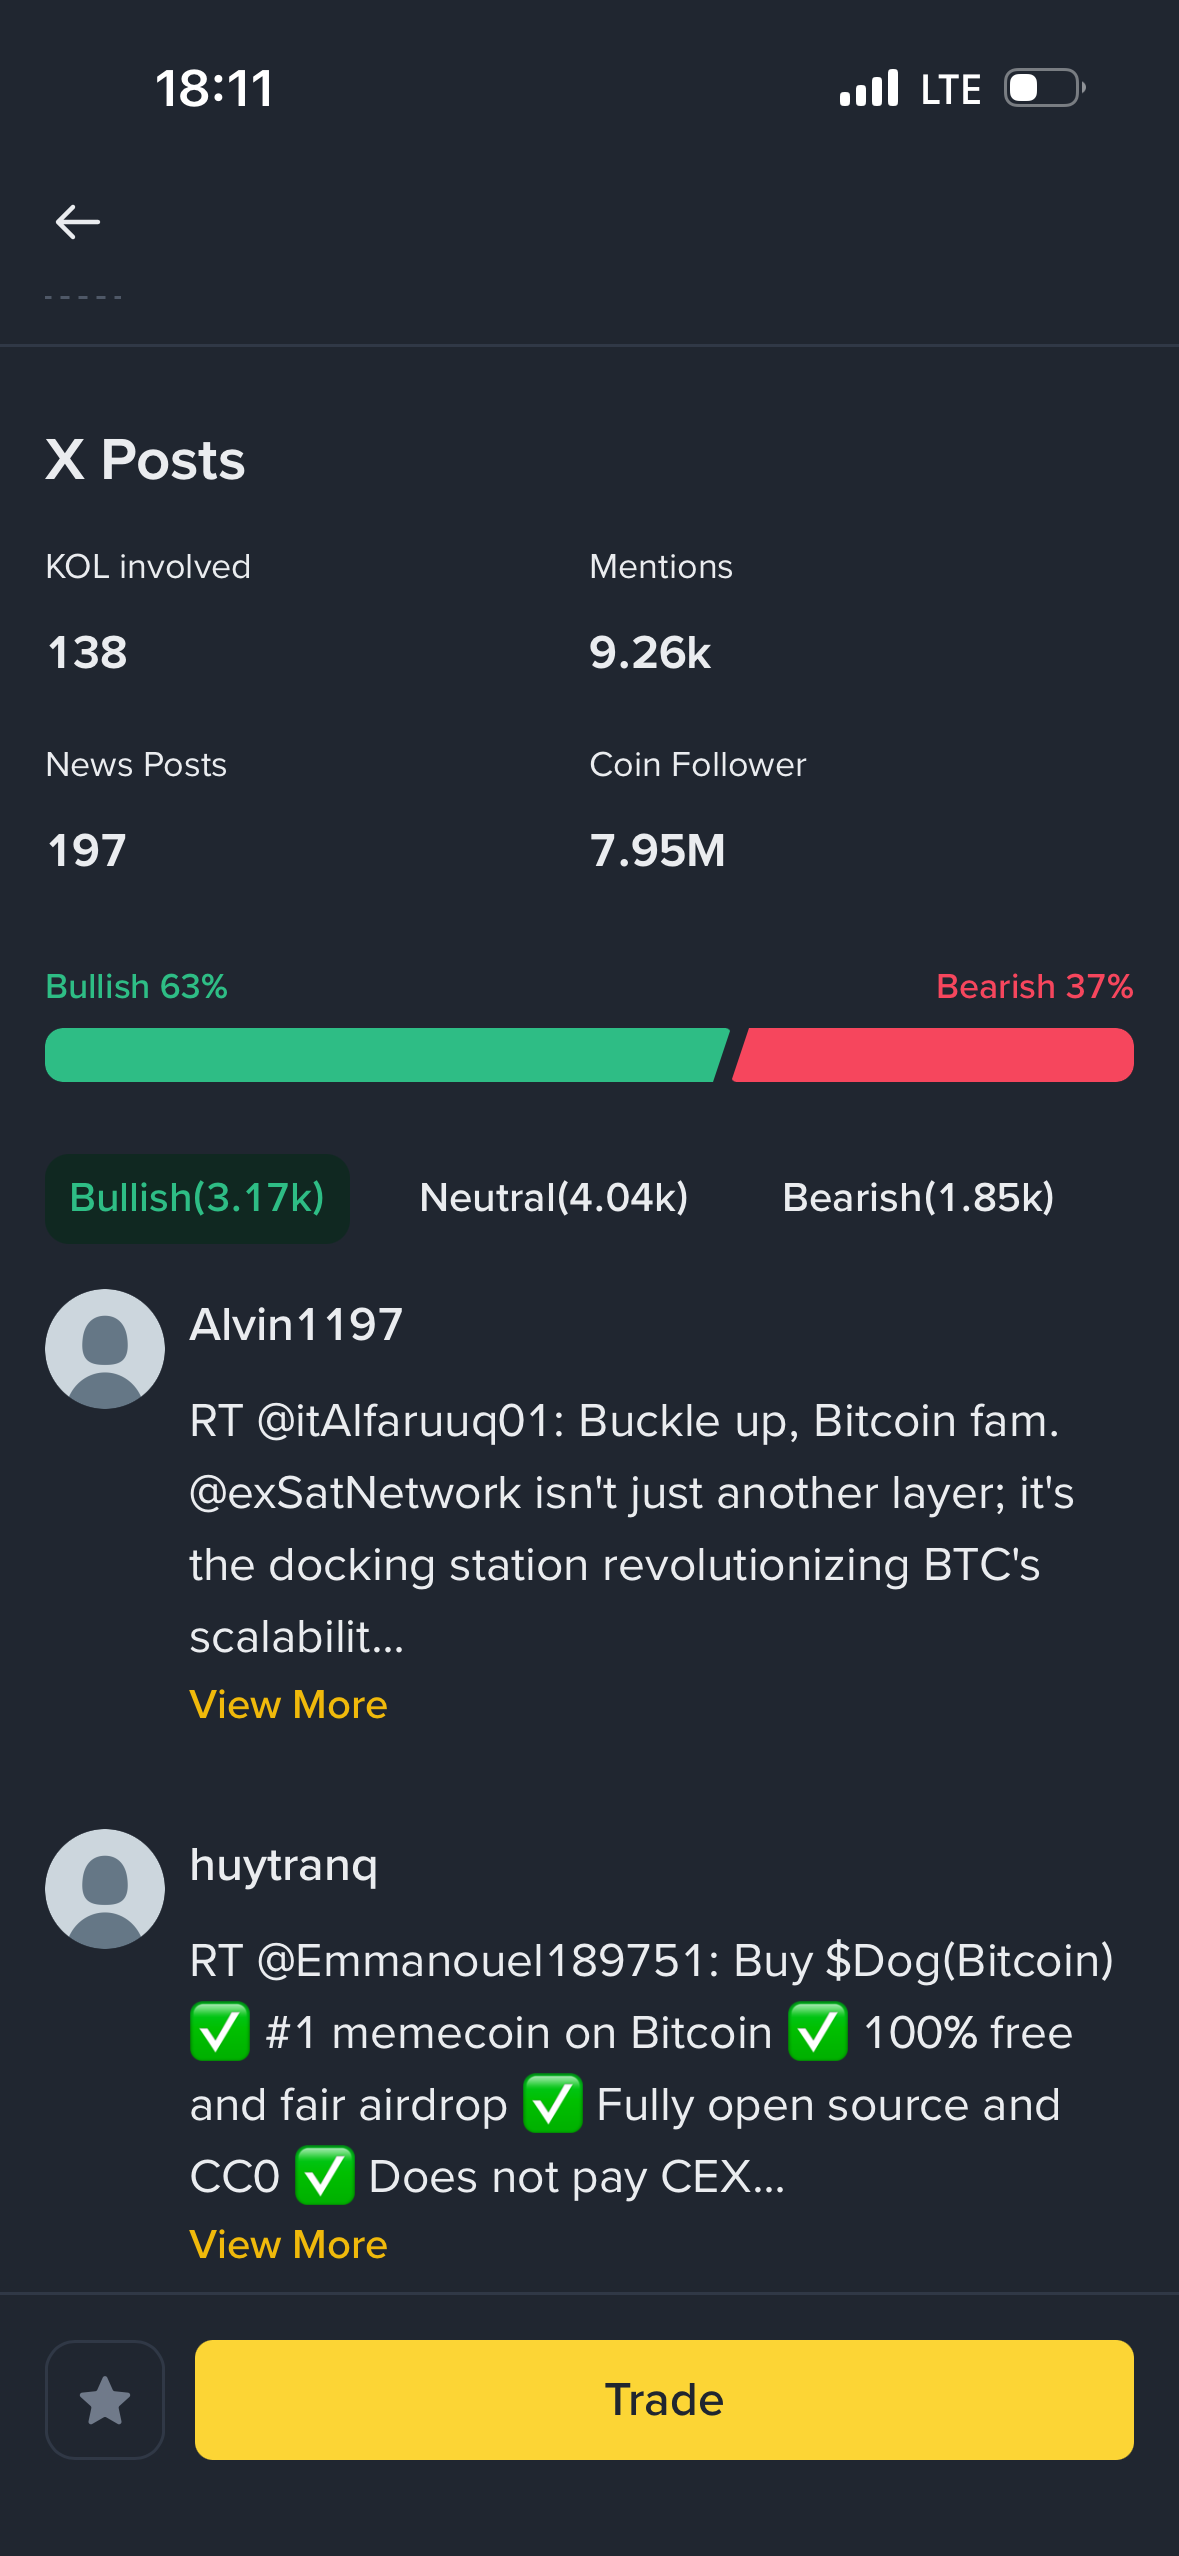 18:11
LTE
X Posts
KOL involved
Mentions
138
9.26k
News Posts
Coin Follower
197
7.95M
Bullish 63%
Bearish 37%
Bullish(3.17k)
Neutral(4.04k)
Bearish(1.85k)
Alvin1197
RT @itAlfaruuq01: Buckle up, Bitcoin fam.
@exSatNetwork isn't just another layer; it's
the docking station revolutionizing BTC's
scalabilit...
View More
huytranq
RT @Emmanouel189751: Buy $Dog(Bitcoin)
✅ #1 memecoin on Bitcoin ✅ 100% free
and fair airdrop ✅ Fully open source and
CC0 ✅ Does not pay CEX...
View More
Trade